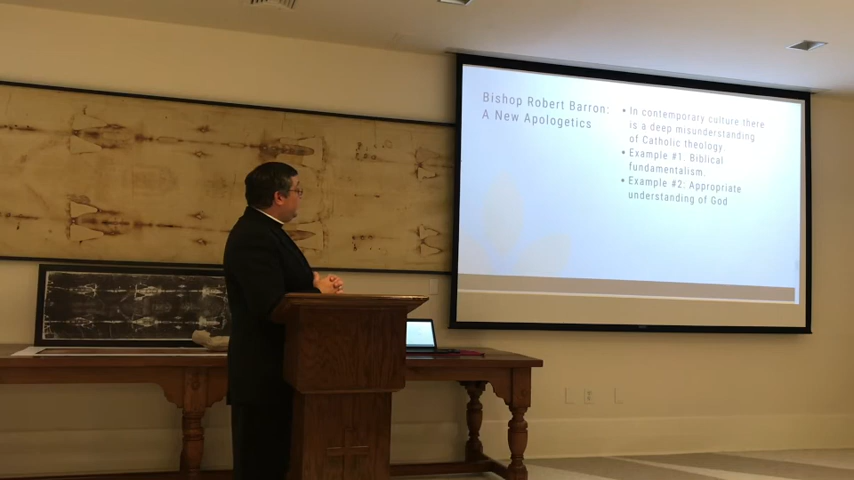 Bishop Robert Barron:
A New Apologetics
• In contemporary culture there
is a deep misunderstanding
of Catholic theology.
• Example #1: Biblical
fundamentalism.
• Example #2: Appropriate
understanding of God